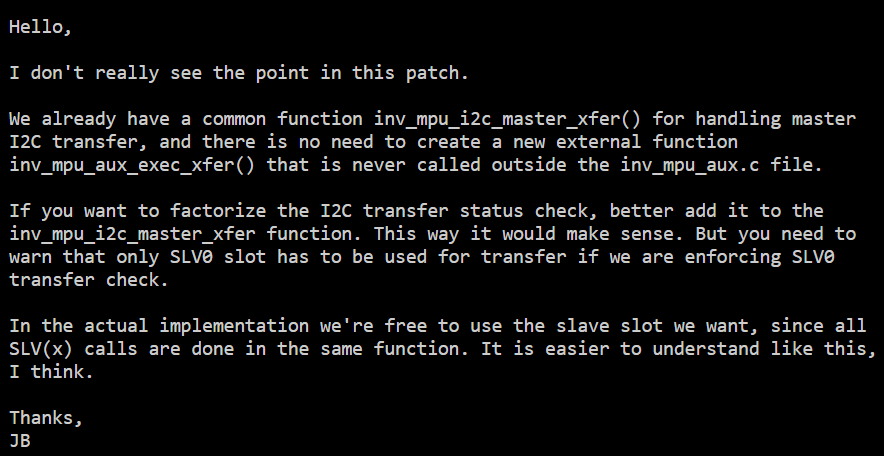 Hello,
I don't really see the point in this patch.
We already have a common function inv_mpu_i2c_master_xfer() for handling master
I2C transfer, and there is no need to create a new external function
inv_mpu_aux_exec_xfer() that is never called outside the inv_mpu_aux.c file.
If you want to factorize the I2C transfer status check, better add it to the
inv_mpu_i2c_master_xfer function. This way it would make sense. But you need to
warn that only SLV0 slot has to be used for transfer if we are enforcing SLV0
transfer check.
In the actual implementation we're free to use the slave slot we want, since all
SLV(x) calls are done in the same function. It is easier to understand like this,
I think.
Thanks,
JB